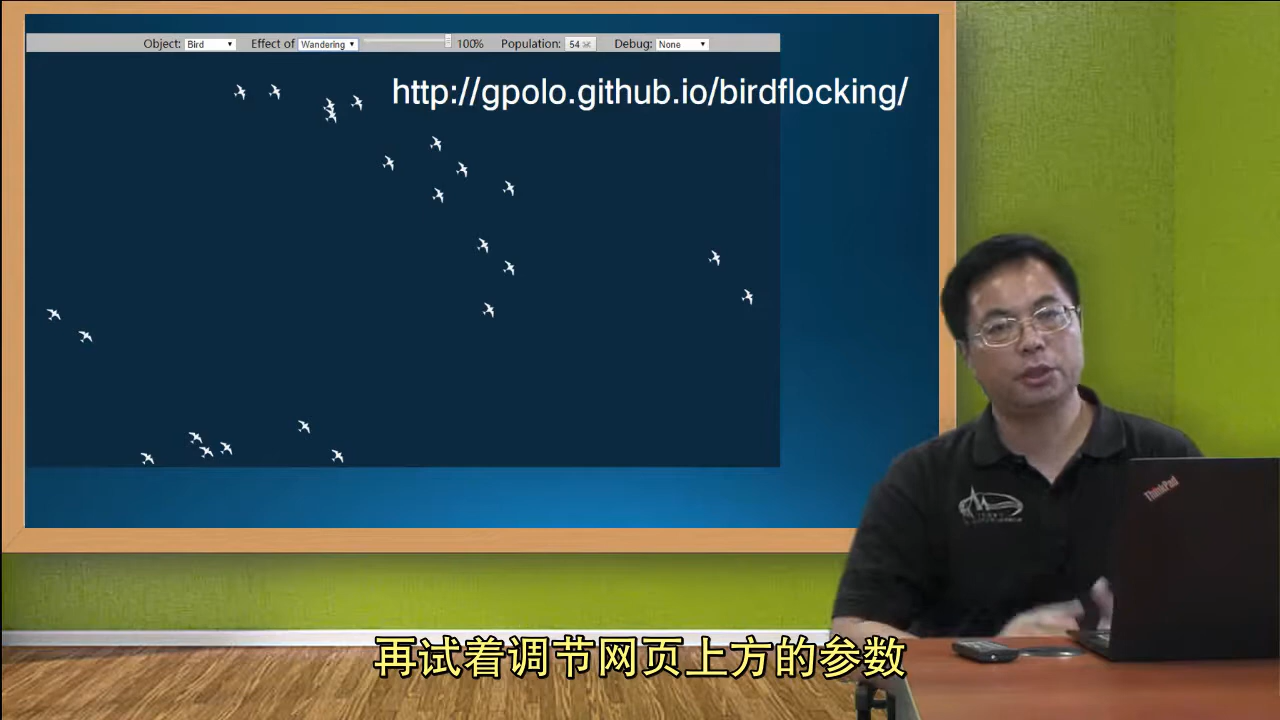 Object: Bird Effect of Wandering 100% Population: 54 Debug: None
http://gpolo.github.io/birdflocking/
ThinkPad
再试着调节网页上方的参数